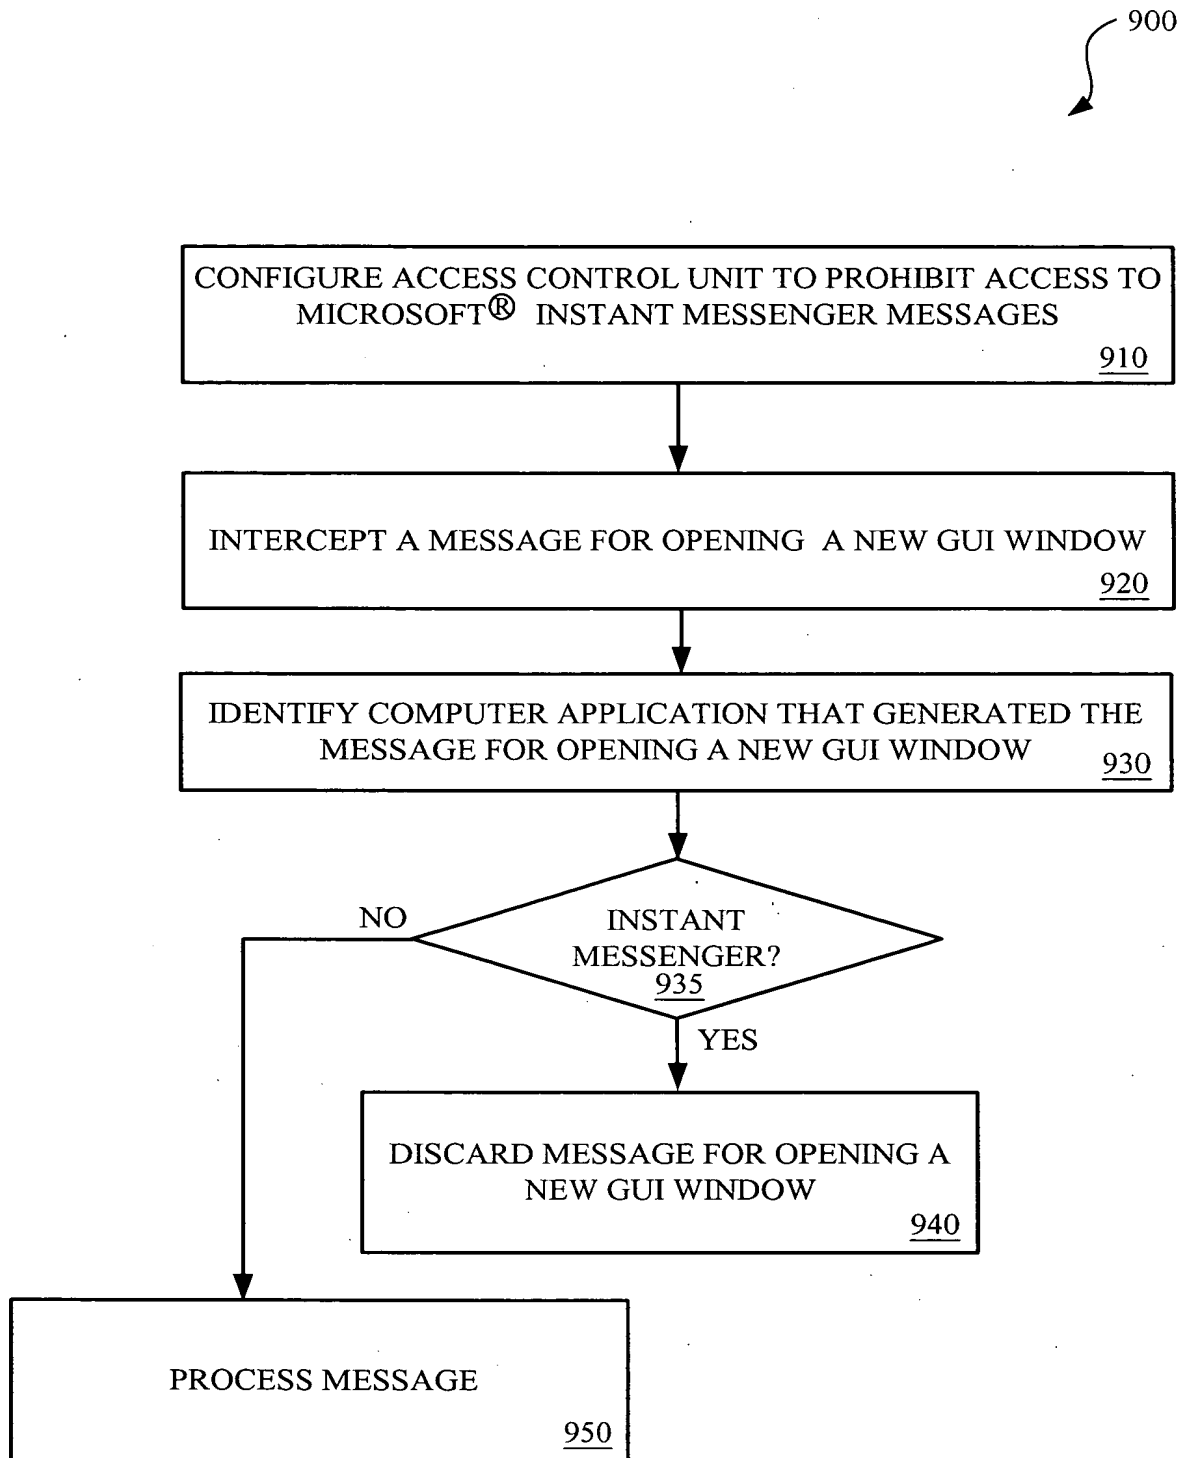 900
CONFIGURE ACCESS CONTROL UNIT TO PROHIBIT ACCESS TO
MICROSOFT® INSTANT MESSENGER MESSAGES
910
INTERCEPT A MESSAGE FOR OPENING A NEW GUI WINDOW
920
IDENTIFY COMPUTER APPLICATION THAT GENERATED THE
MESSAGE FOR OPENING A NEW GUI WINDOW
930
NO
INSTANT
MESSENGER?
935
YES
DISCARD MESSAGE FOR OPENING A
NEW GUI WINDOW
940
PROCESS MESSAGE
950